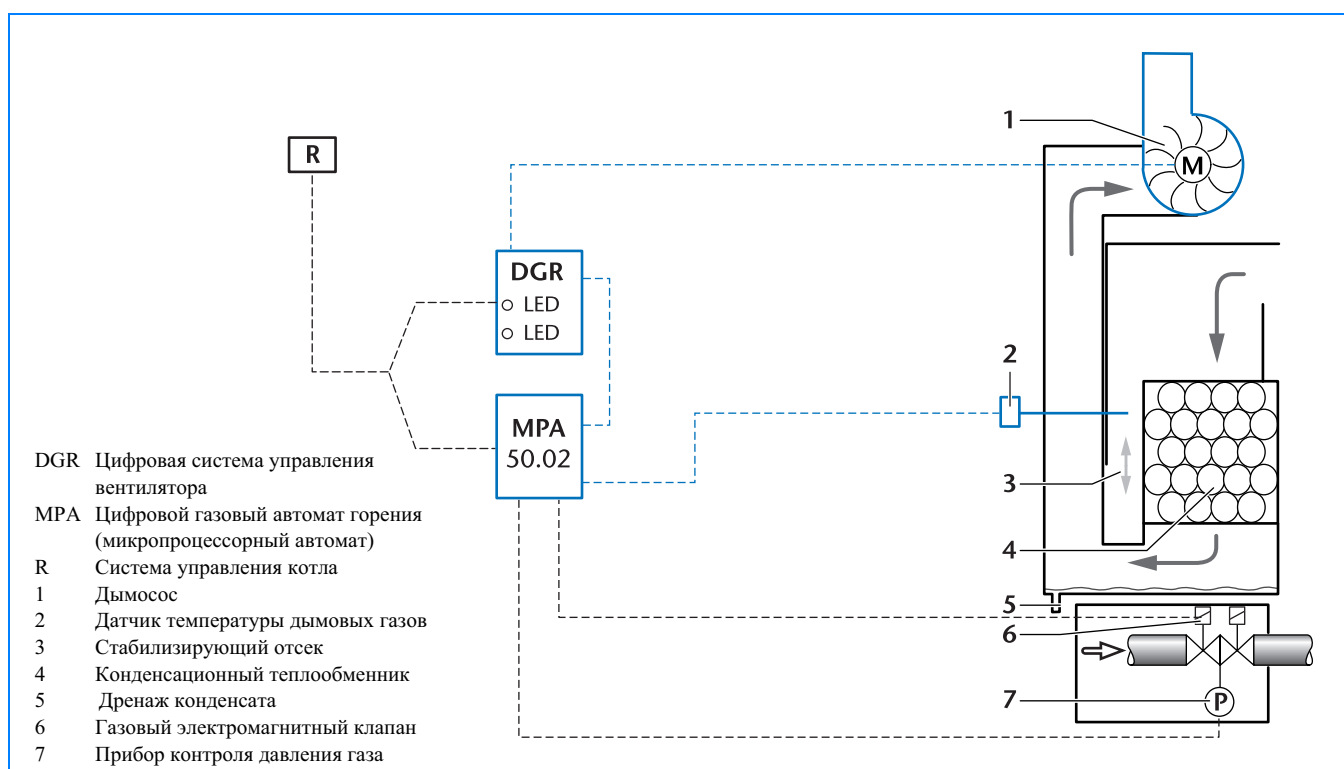 1
M
R
DGR
LED
LED
2
MPA
50.02
3
4
5
6
7
P
DGR Цифровая система управления
вентилятора
MPA Цифровой газовый автомат горения
(микропроцессорный автомат)
R Система управления котла
1 Дымосос
2 Датчик температуры дымовых газов
3 Стабилизирующий отсек
4 Конденсационный теплообменник
5 Дренаж конденсата
6 Газовый электромагнитный клапан
7 Прибор контроля давления газа